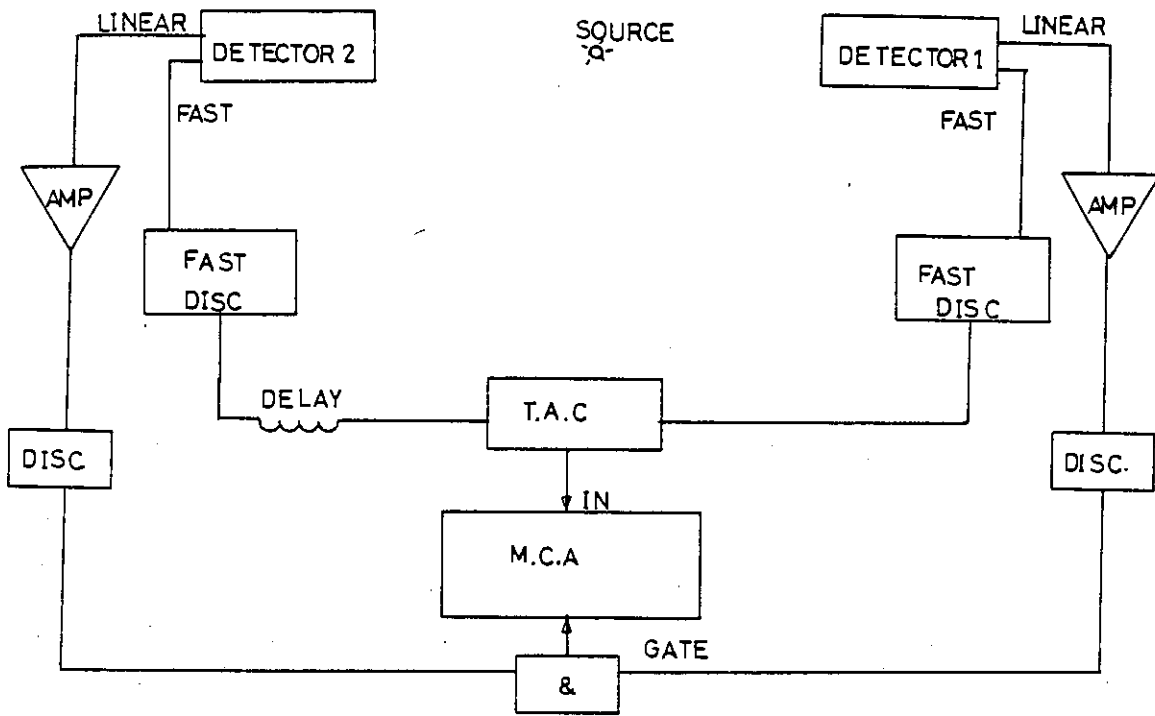 LINEAR
DETECTOR 2
SOURCE
DETECTOR 1
LINEAR
FAST
FAST
AMP
AMP
FAST
DISC
FAST
DISC
DELAY
T.A.C
DISC
DISC.
IN
M.C.A
GATE
&